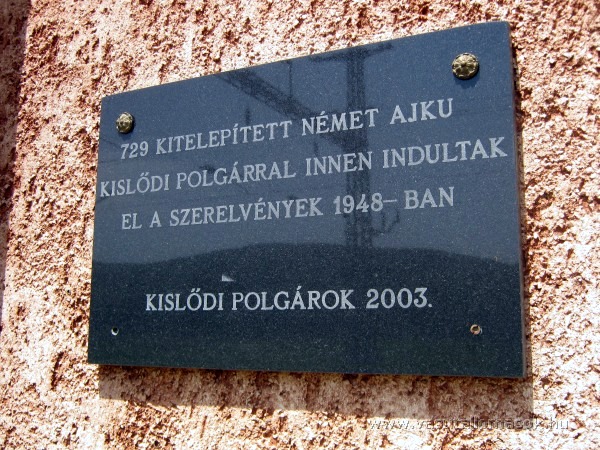 729 KITELEPÍTETT NÉMET AJKU
KISLŐDI POLGÁRRAL INNEN INDULTAK
EL A SZERELVÉNYEK 1948–BAN
KISLŐDI POLGÁROK 2003.
www.vasutallomasok.hu